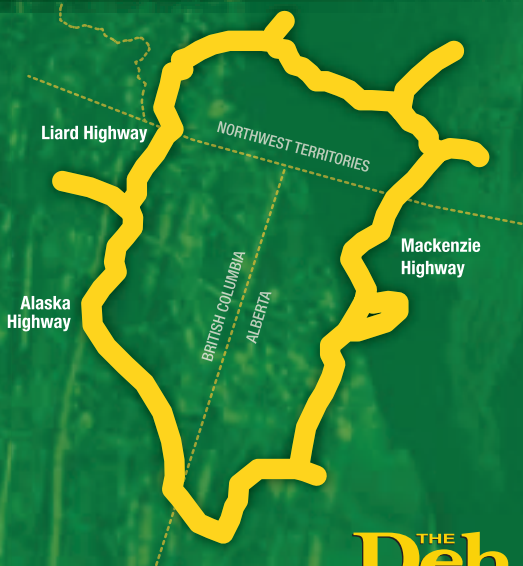 Liard Highway
NORTHWEST TERRITORIES
Mackenzie
Highway
BRITISH COLUMBIA
ALBERTA
Alaska
Highway
THE
Deh